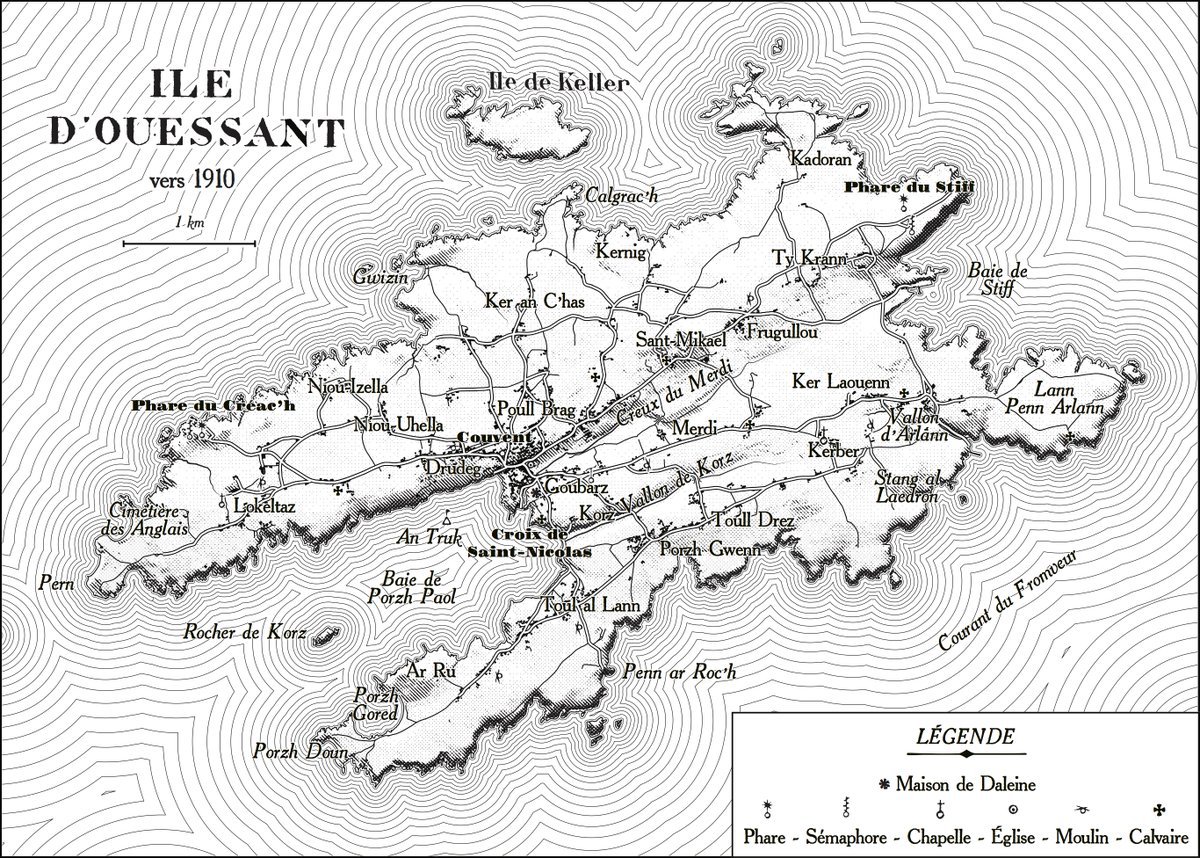 ILE
D'OUESSANT
vers 1910
1 km
Ile de Keller
Kadoran
Phare du Stiff
Calgrac'h
Kernig
Ty Krann
Gwizin
Baie de
Stiff
Ker an C'has
Frugullou
Sant-Mikael
Niou-Izella
Ker Laouenn
Lann
Penn Arlann
Phare du Créac'h
Poull Brag
Creux du Merdi
Niou-Uhella
Merdi
Vallon
d'Arlann
Couvent
Kerber
Drudeg
Goubarz
Vallon de Korz
Stang al
Laedron
Lokeltaz
Cimetière
des Anglais
Korz
Toull Drez
An Truk
Croix de
Saint-Nicolas
Porzh Gwenn
Pern
Baie de
Porzh Paol
Toul al Lann
Courant du Fromveur
Rocher de Korz
Ar Ru
Penn ar Roc'h
Porzh
Gored
Porzh Doun
LÉGENDE
Maison de Daleine
Phare - Sémaphore - Chapelle - Église - Moulin - Calvaire